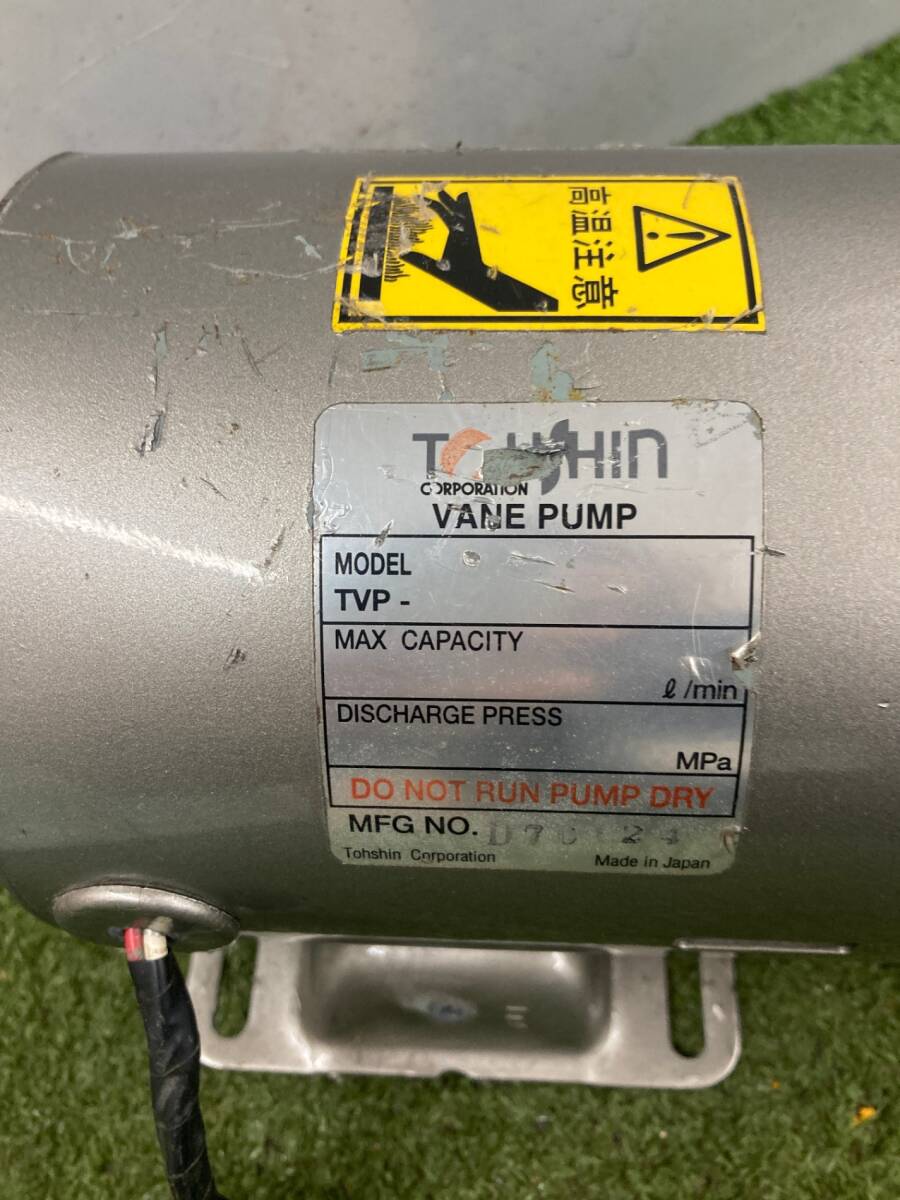 高温注意
TOHSHIN
CORPORATION
VANE PUMP
MODEL
TVP -
MAX CAPACITY
ℓ /min
DISCHARGE PRESS
MPa
DO NOT RUN PUMP DRY
MFG NO.
Tohshin Corporation Made in Japan